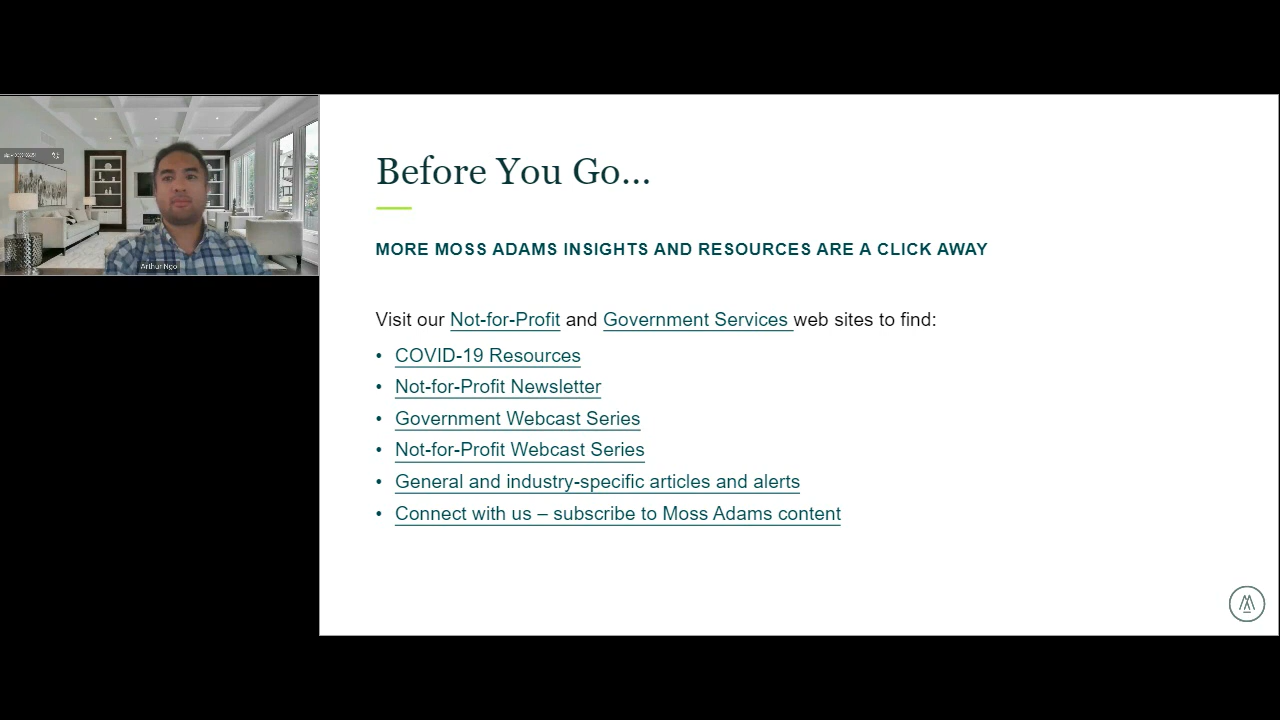 Before You Go...
MORE MOSS ADAMS INSIGHTS AND RESOURCES ARE A CLICK AWAY
Visit our Not-for-Profit and Government Services web sites to find:
• COVID-19 Resources
• Not-for-Profit Newsletter
• Government Webcast Series
• Not-for-Profit Webcast Series
• General and industry-specific articles and alerts
• Connect with us – subscribe to Moss Adams content
Arthur Ngo